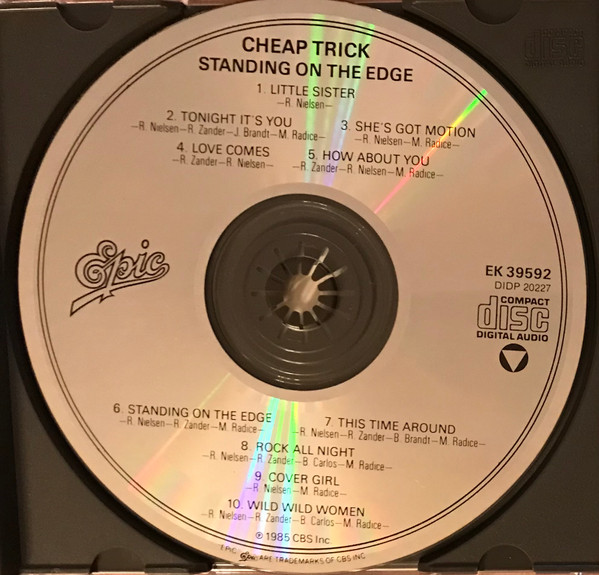 CHEAP TRICK
STANDING ON THE EDGE
1. LITTLE SISTER
—R. Nielsen—
2. TONIGHT IT'S YOU
—R. Nielsen—R. Zander—J. Brandt—M. Radice—
3. SHE'S GOT MOTION
—R. Nielsen—M. Radice—
4. LOVE COMES
—R. Zander—R. Nielsen—
5. HOW ABOUT YOU
—R. Zander—R. Nielsen—M. Radice—
Epic
EK 39592
DIDP 20227
COMPACT
disc
DIGITAL AUDIO
6. STANDING ON THE EDGE
—R. Nielsen—R. Zander—M. Radice—
7. THIS TIME AROUND
—R. Nielsen—R. Zander—B. Brandt—M. Radice—
8. ROCK ALL NIGHT
—R. Nielsen—R. Zander—B. Carlos—M. Radice—
9. COVER GIRL
—R. Nielsen—M. Radice—
10. WILD WILD WOMEN
—R. Nielsen—R. Zander—B. Carlos—M. Radice—
℗ 1985 CBS Inc.
Epic ARE TRADEMARKS OF CBS INC.
disc